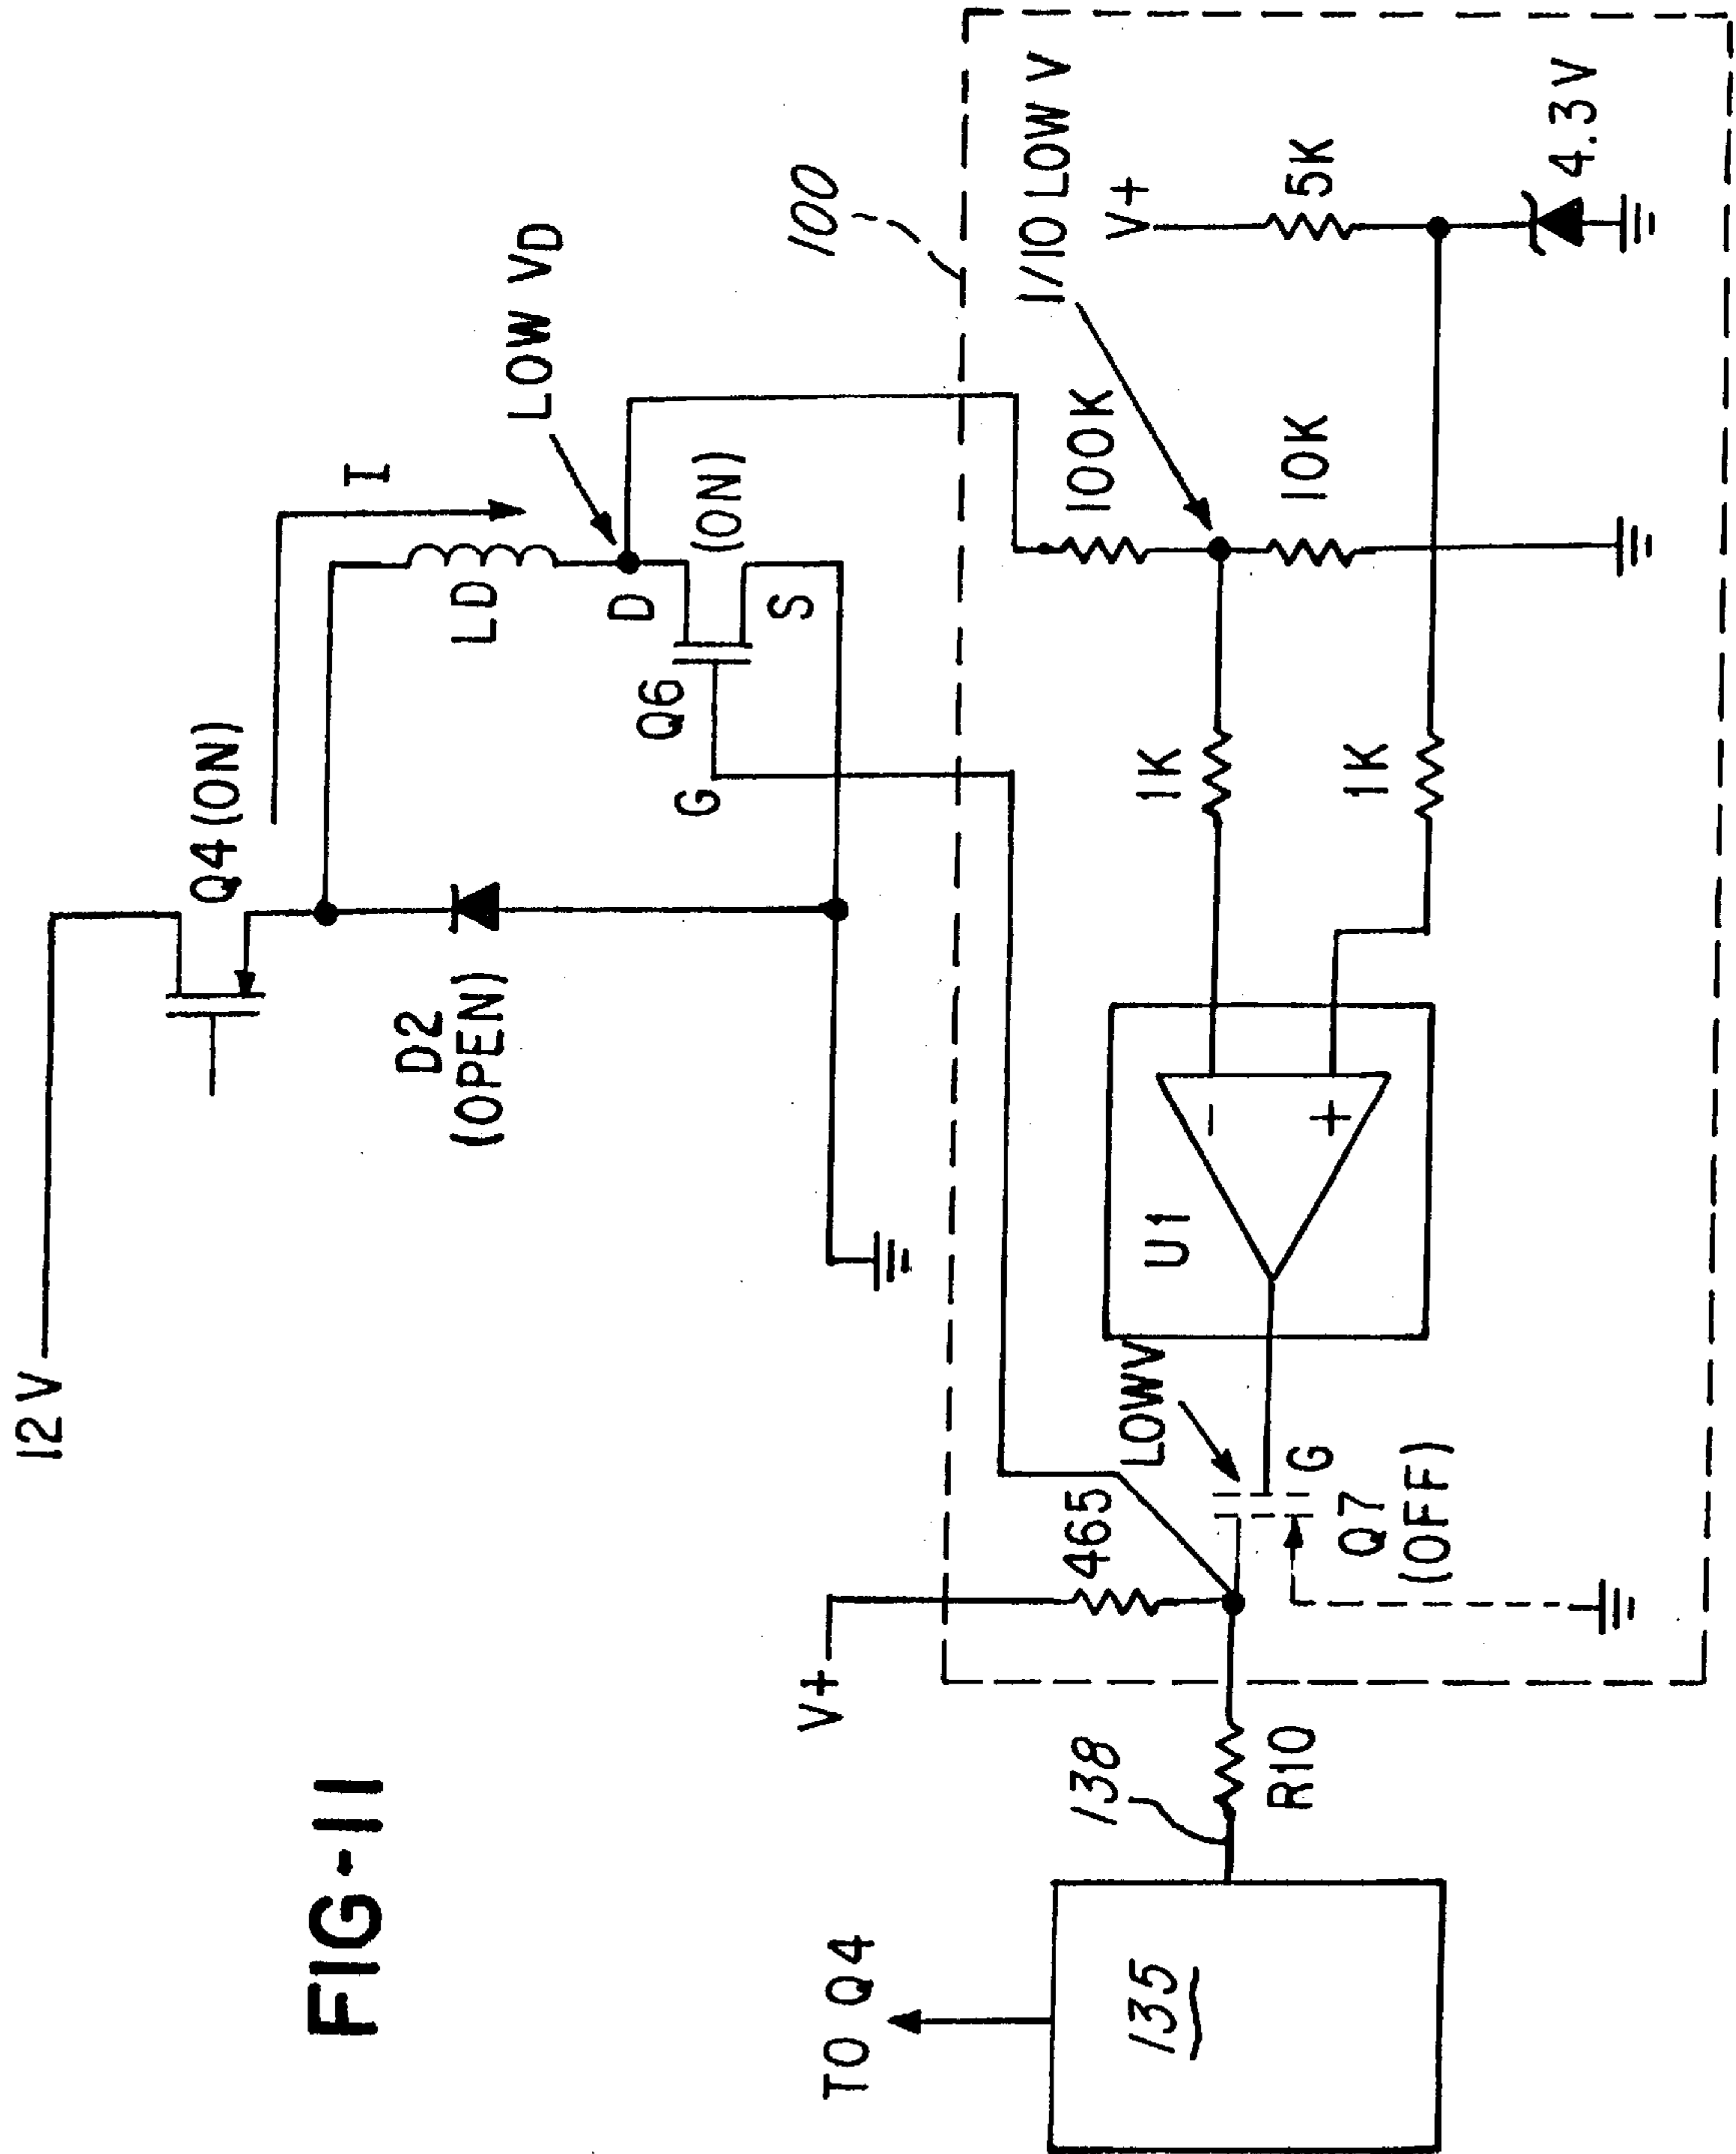 FIG-11
12V
Q4(ON)
I
D2
(OPEN)
LD
LOW VD
D
Q6
(ON)
G
S
100
V+
465
LOWV
G
Q7
(OFF)
U1
-
+
1K
1K
100K
1/10 LOW V
10K
V+
5K
4.3V
TO Q4
135
138
R10